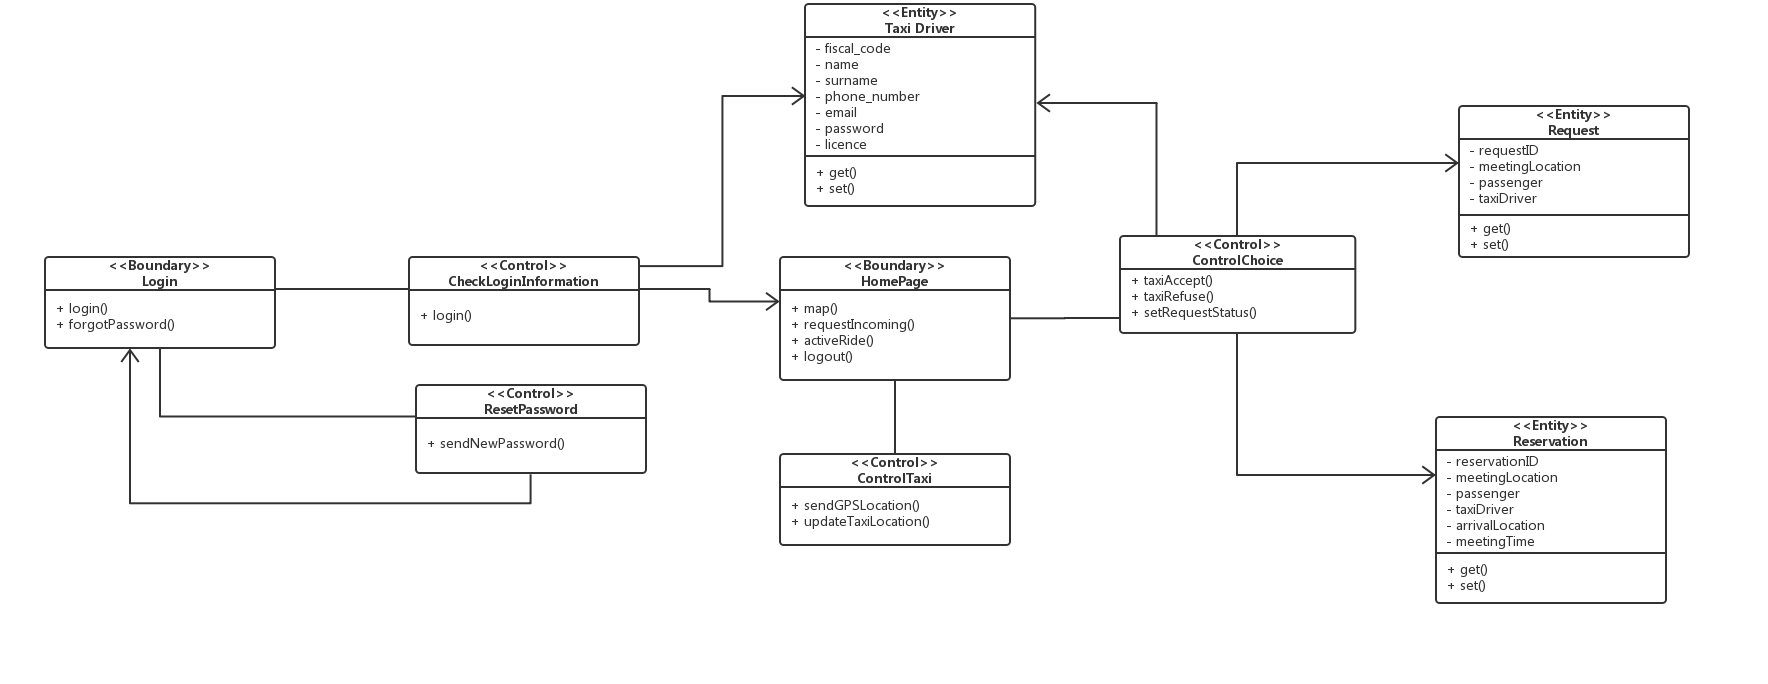 <<Entity>>
Taxi Driver
- fiscal_code
- name
- surname
- phone_number
- email
- password
- licence
+ get()
+ set()
<<Entity>>
Request
- requestID
- meetingLocation
- passenger
- taxiDriver
+ get()
+ set()
<<Boundary>>
Login
+ login()
+ forgotPassword()
<<Control>>
CheckLoginInformation
+ login()
<<Boundary>>
HomePage
+ map()
+ requestIncoming()
+ activeRide()
+ logout()
<<Control>>
ControlChoice
+ taxiAccept()
+ taxiRefuse()
+ setRequestStatus()
<<Control>>
ResetPassword
+ sendNewPassword()
<<Control>>
ControlTaxi
+ sendGPSLocation()
+ updateTaxiLocation()
<<Entity>>
Reservation
- reservationID
- meetingLocation
- passenger
- taxiDriver
- arrivalLocation
- meetingTime
+ get()
+ set()